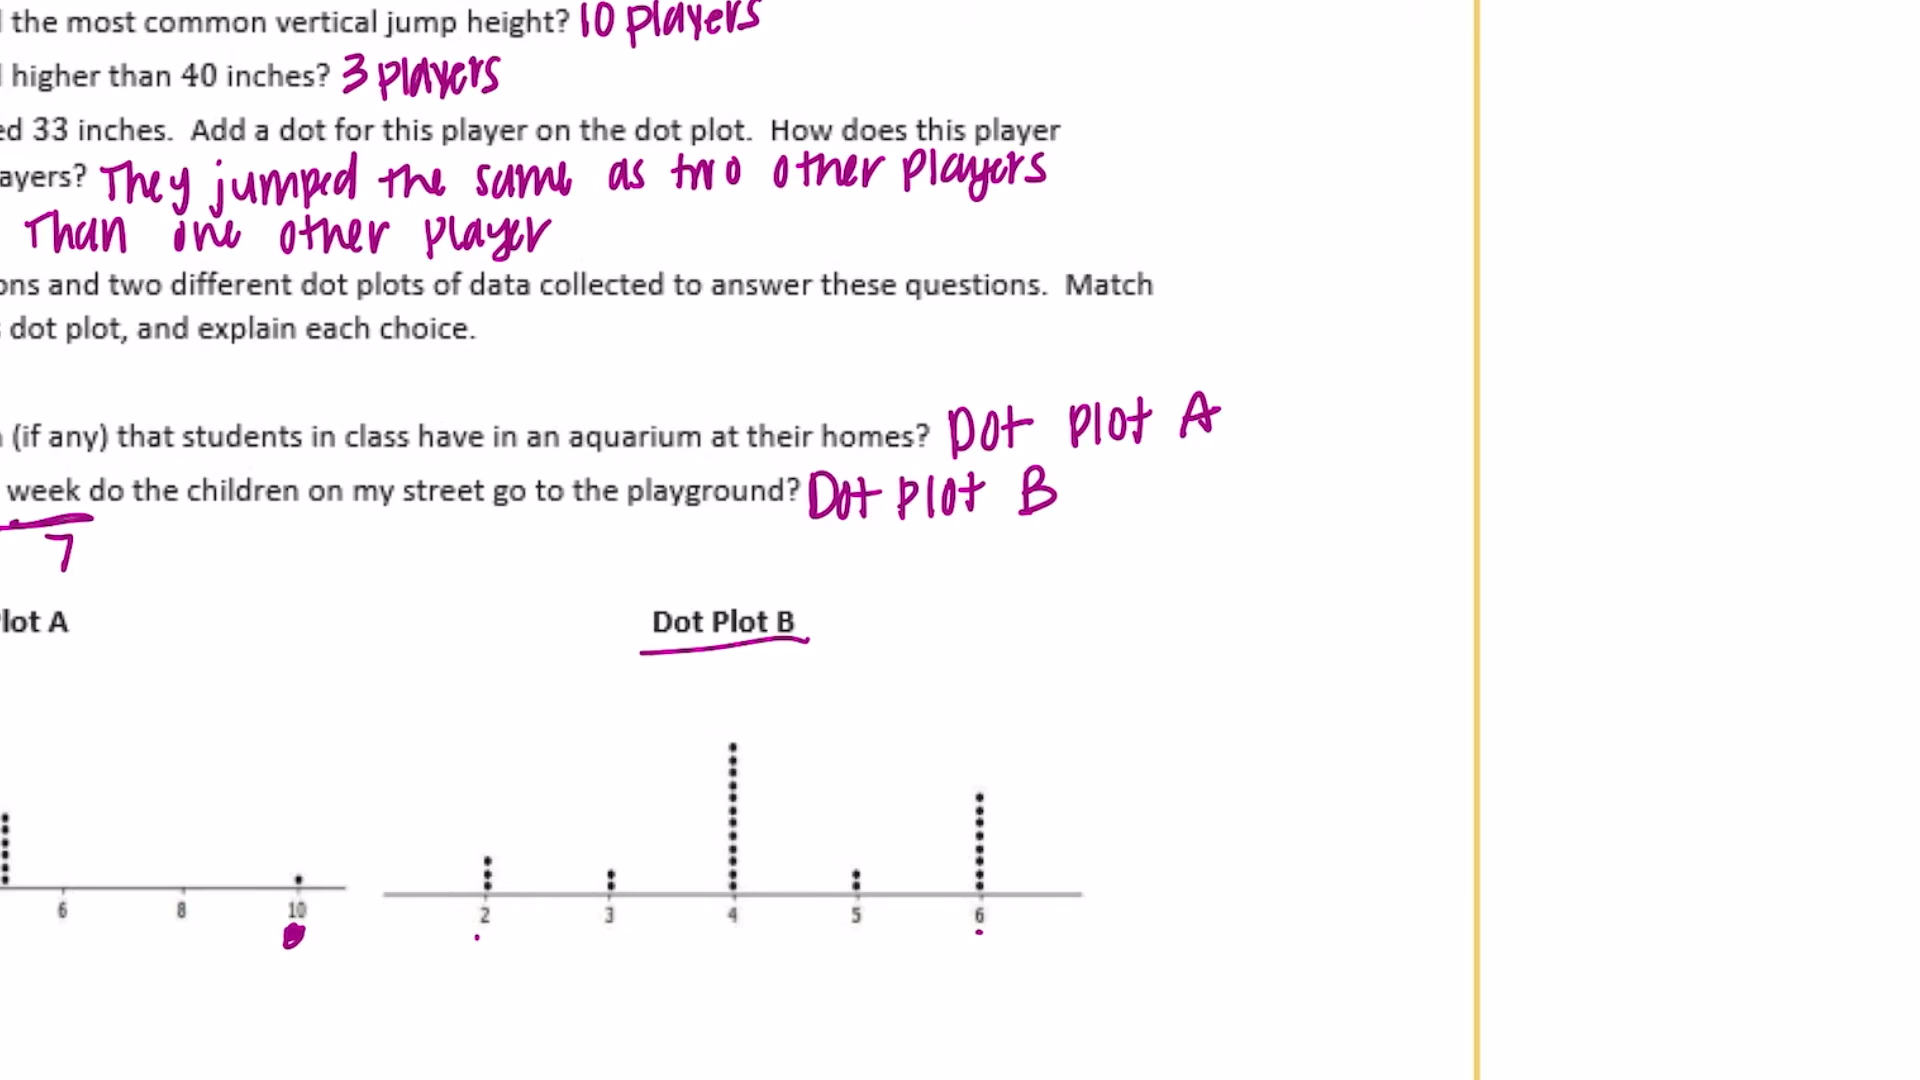 the most common vertical jump height? 10 players
higher than 40 inches? 3 players
ed 33 inches. Add a dot for this player on the dot plot. How does this player
ayers? They jumped the same as two other players
Than one other player
ons and two different dot plots of data collected to answer these questions. Match
dot plot, and explain each choice.
(if any) that students in class have in an aquarium at their homes? Dot Plot A
week do the children on my street go to the playground? Dot Plot B
7
lot A
Dot Plot B
6 8 10
2 3 4 5 6